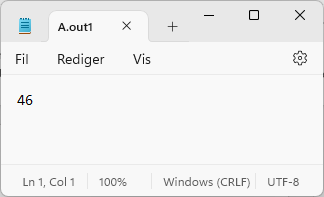 A.out1
Fil Rediger Vis
46
Ln 1, Col 1 100% Windows (CRLF) UTF-8